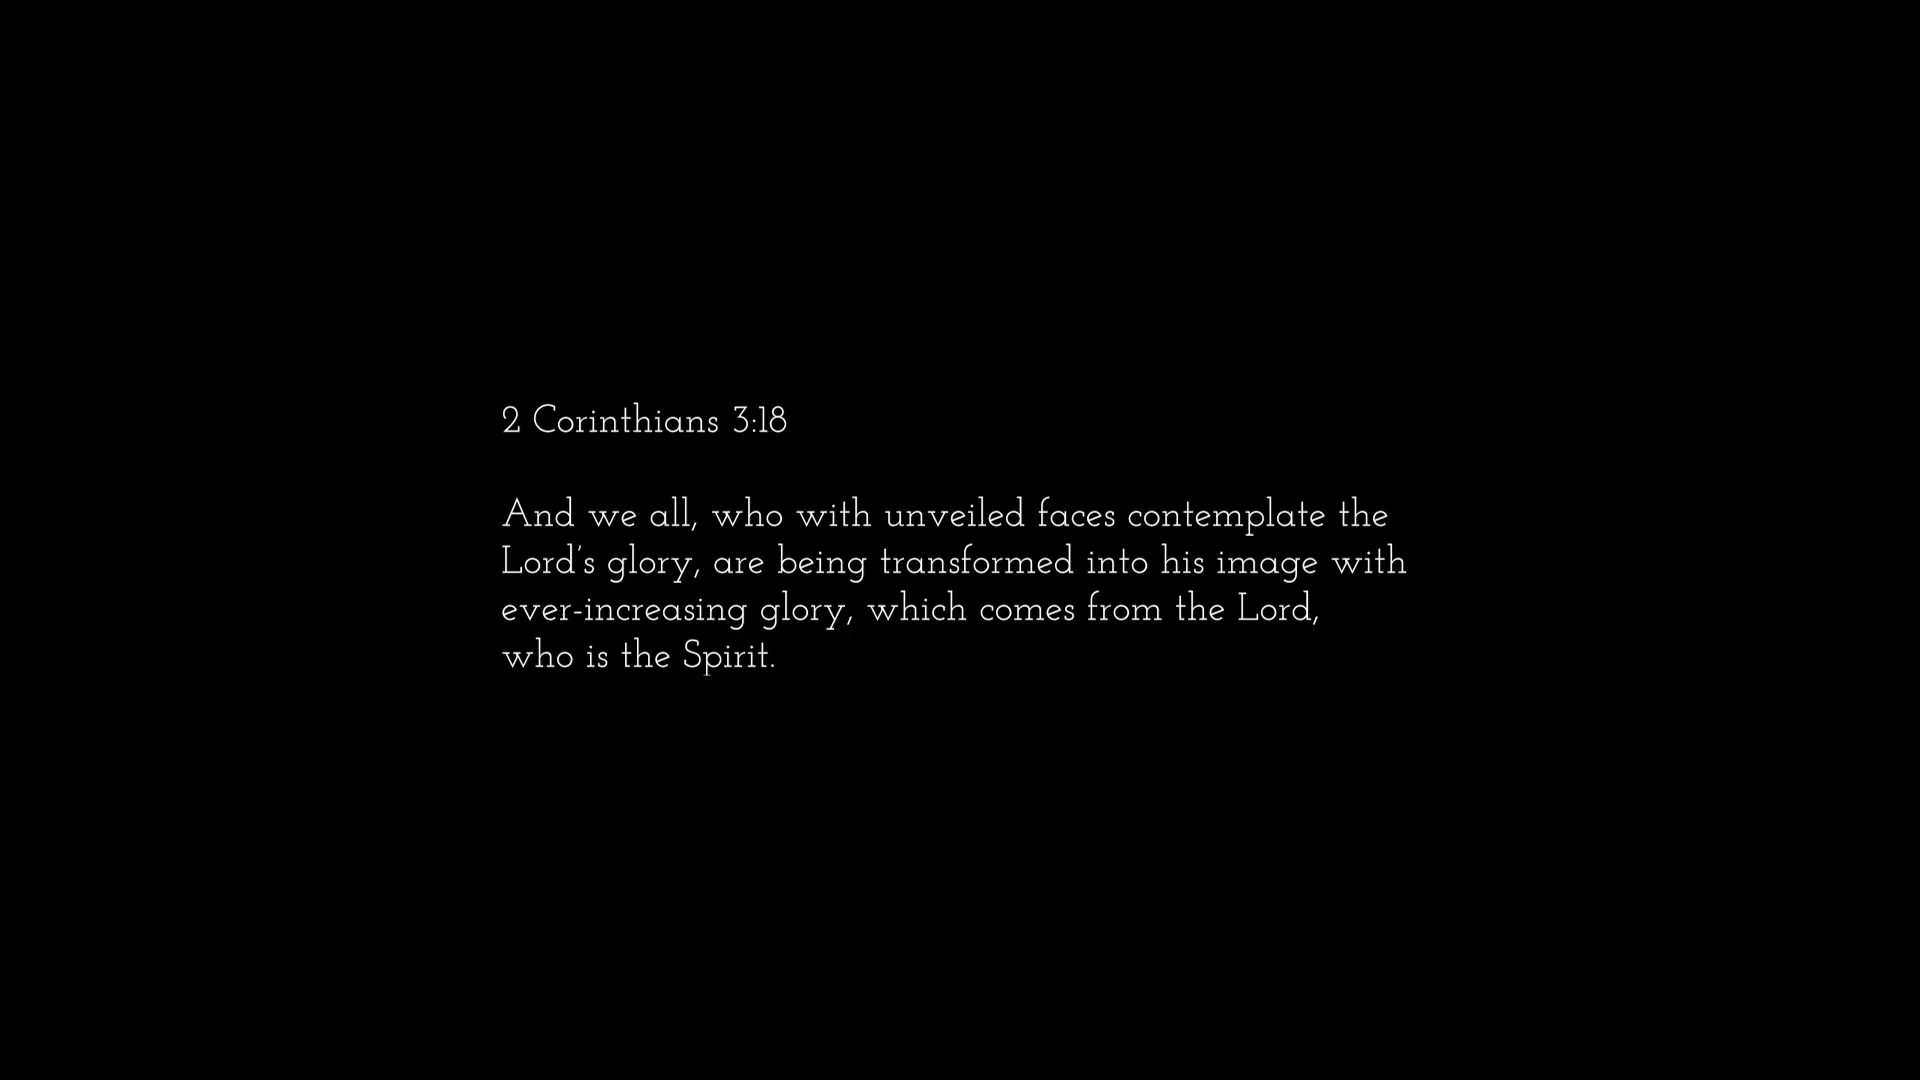 2 Corinthians 3:18
And we all, who with unveiled faces contemplate the
Lord's glory, are being transformed into his image with
ever-increasing glory, which comes from the Lord,
who is the Spirit.